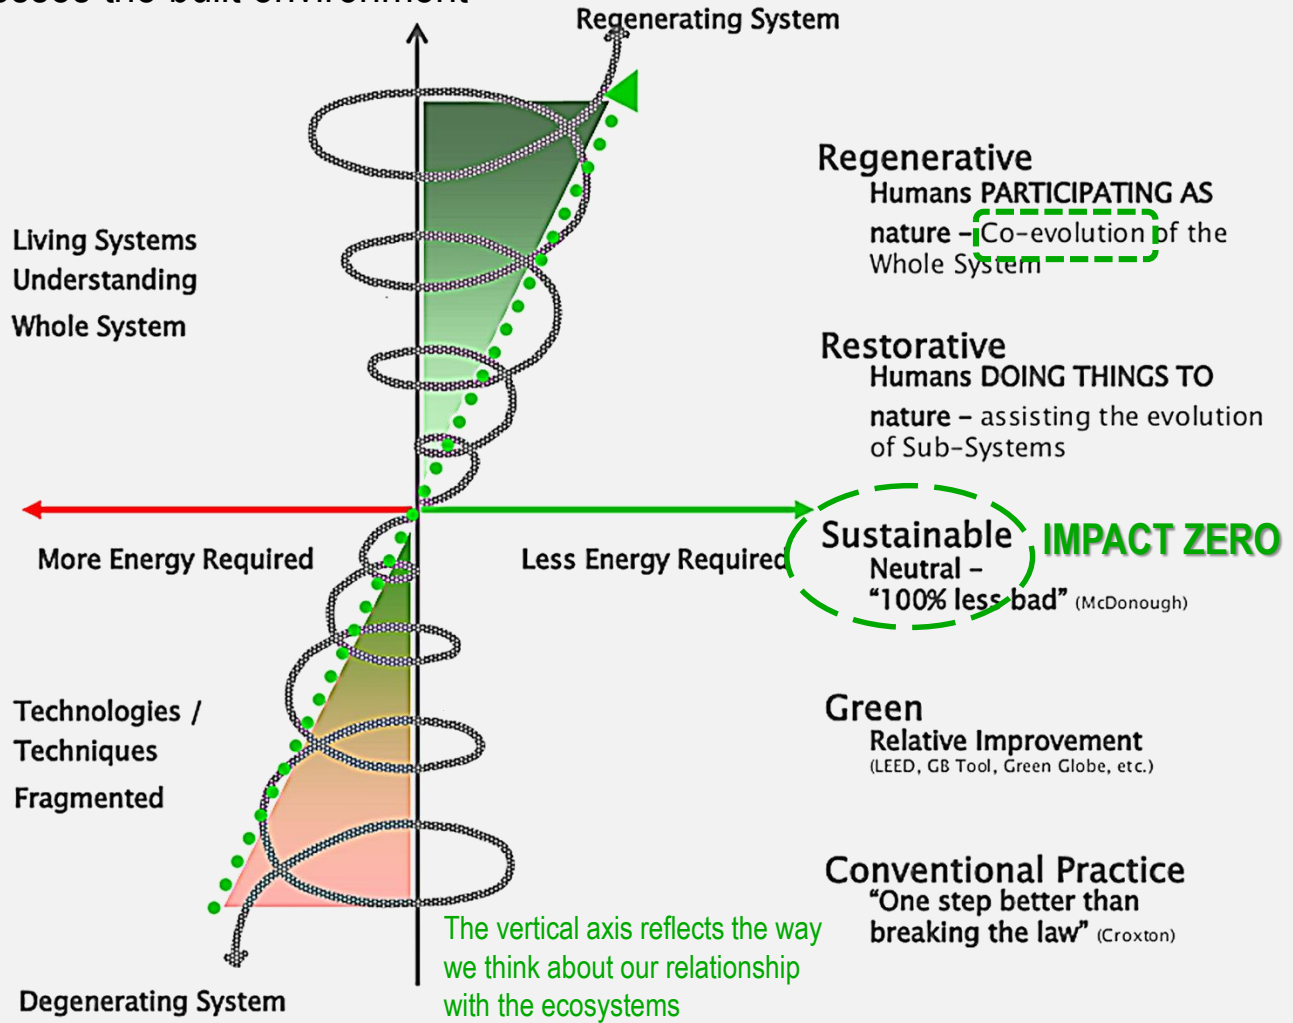 the built environment
Regenerating System
Living Systems
Understanding
Whole System
Regenerative
Humans PARTICIPATING AS
nature – Co-evolution of the
Whole System
Restorative
Humans DOING THINGS TO
nature – assisting the evolution
of Sub-Systems
More Energy Required
Less Energy Required
Sustainable
IMPACT ZERO
Neutral –
“100% less bad” (McDonough)
Technologies /
Techniques
Fragmented
Green
Relative Improvement
(LEED, GB Tool, Green Globe, etc.)
Conventional Practice
“One step better than
breaking the law” (Croxton)
The vertical axis reflects the way
we think about our relationship
with the ecosystems
Degenerating System